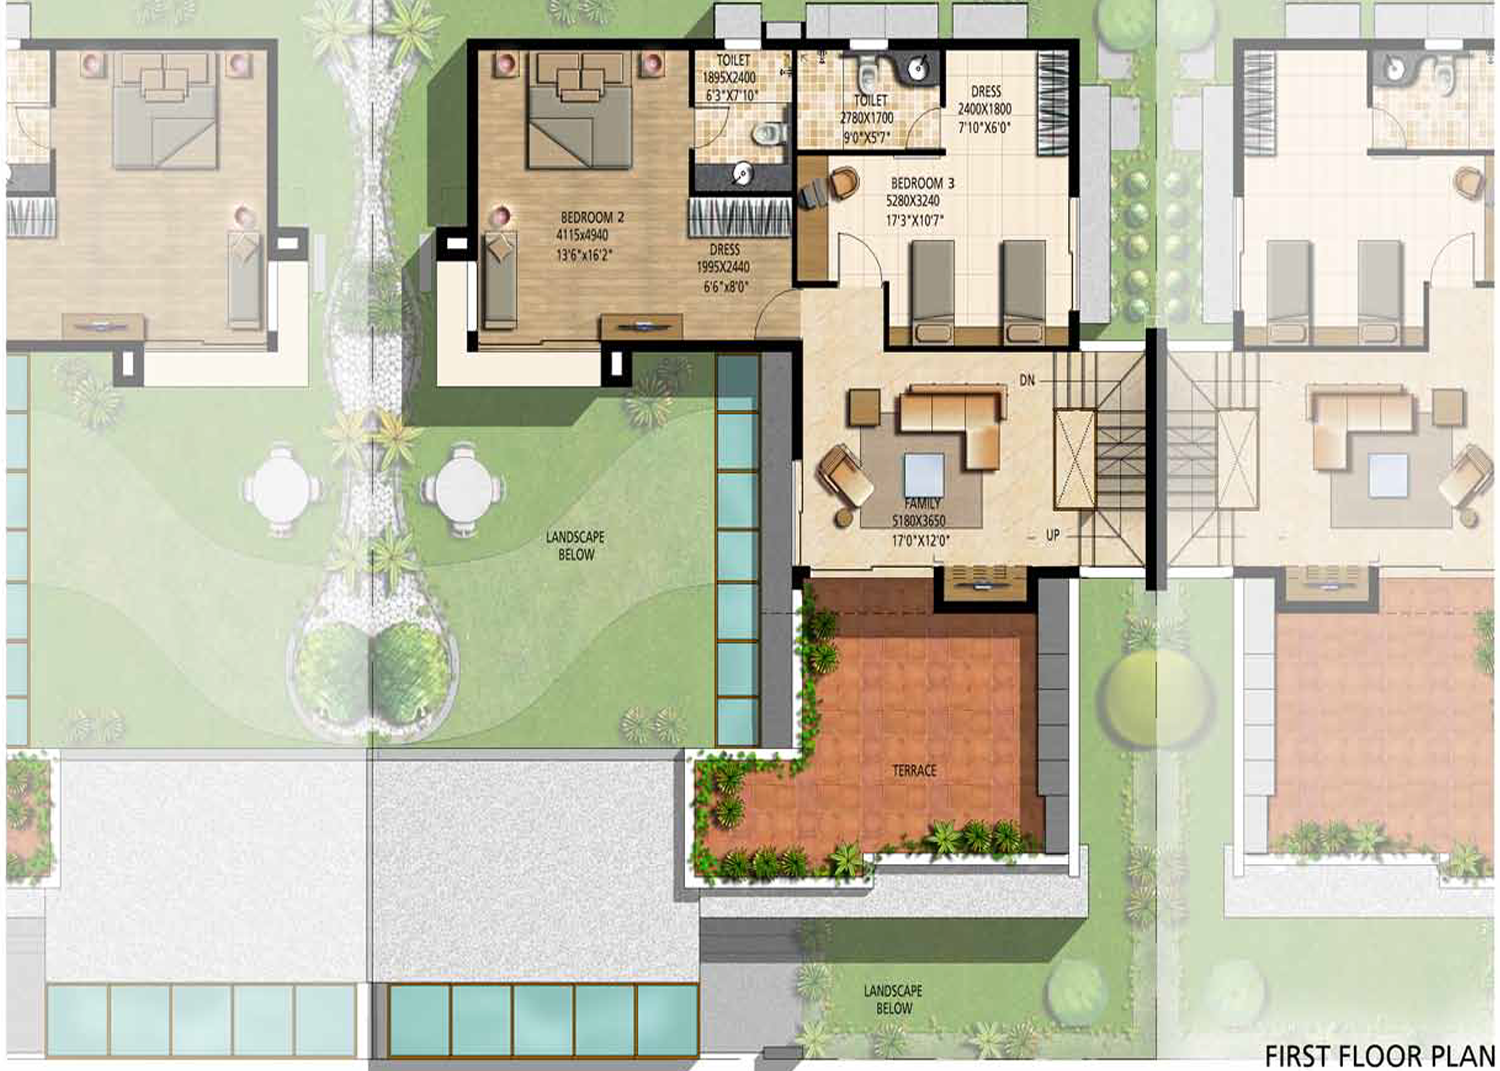 TOILET
1895X2400
6'3"X7'10"
TOILET
2780X1700
9'0"X5'7"
DRESS
2400X1800
7'10"X6'0"
BEDROOM 3
5280X3240
17'3"X10'7"
BEDROOM 2
4115x4940
13'6"x16'2"
DRESS
1995X2440
6'6"x8'0"
DN
FAMILY
5180X3650
17'0"X12'0"
UP
LANDSCAPE
BELOW
TERRACE
LANDSCAPE
BELOW
FIRST FLOOR PLAN